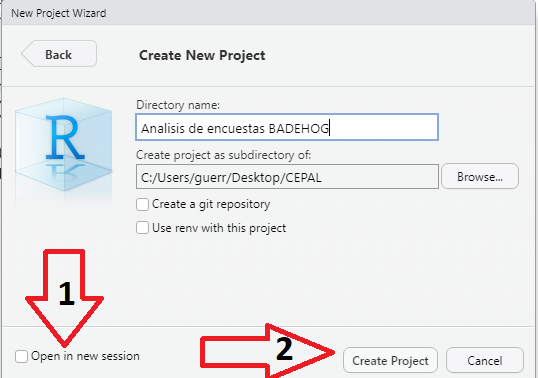 New Project Wizard
Back
Create New Project
R
Directory name:
Analisis de encuestas BADEHOG
Create project as subdirectory of:
C:/Users/guerr/Desktop/CEPAL
Browse...
Create a git repository
Use renv with this project
1
Open in new session
2
Create Project
Cancel